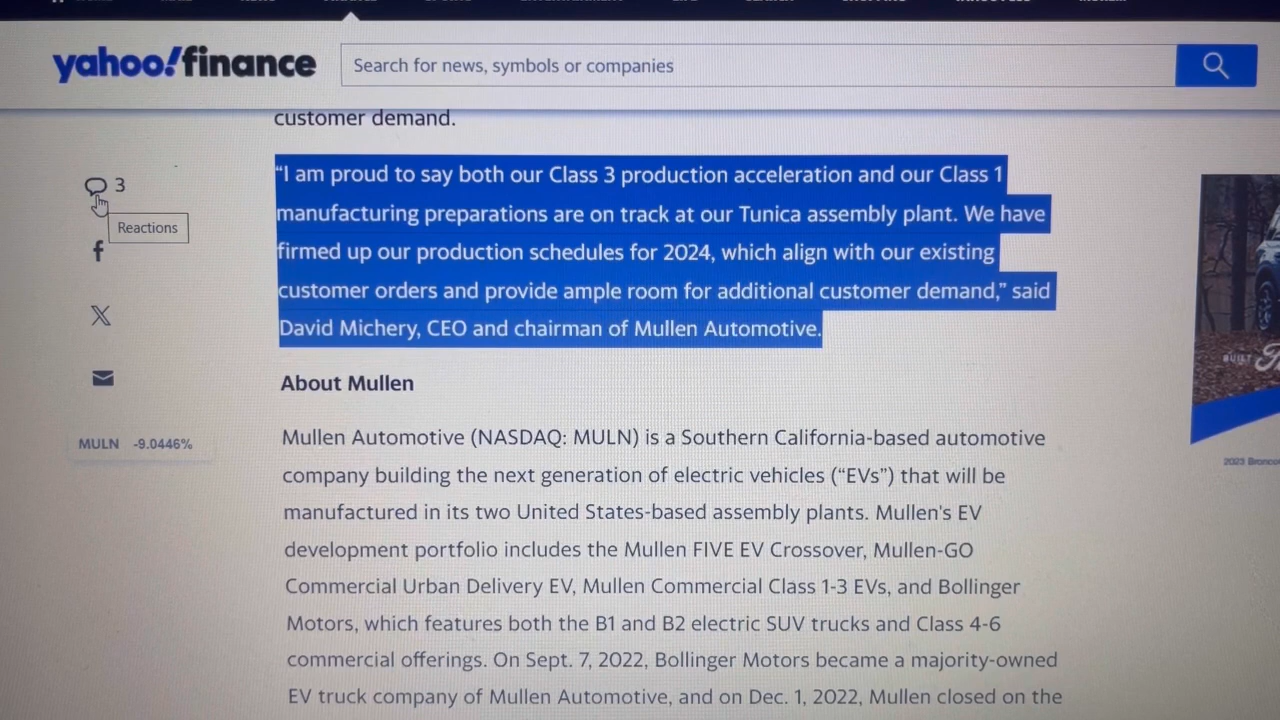 yahoo!finance
Search for news, symbols or companies
customer demand.
3
Reactions
“I am proud to say both our Class 3 production acceleration and our Class 1
manufacturing preparations are on track at our Tunica assembly plant. We have
firmed up our production schedules for 2024, which align with our existing
customer orders and provide ample room for additional customer demand,” said
David Michery, CEO and chairman of Mullen Automotive.
MULN -9.0446%
About Mullen
Mullen Automotive (NASDAQ: MULN) is a Southern California-based automotive
company building the next generation of electric vehicles (“EVs”) that will be
manufactured in its two United States-based assembly plants. Mullen's EV
development portfolio includes the Mullen FIVE EV Crossover, Mullen-GO
Commercial Urban Delivery EV, Mullen Commercial Class 1-3 EVs, and Bollinger
Motors, which features both the B1 and B2 electric SUV trucks and Class 4-6
commercial offerings. On Sept. 7, 2022, Bollinger Motors became a majority-owned
EV truck company of Mullen Automotive, and on Dec. 1, 2022, Mullen closed on the
BUILT
2023 Bronco